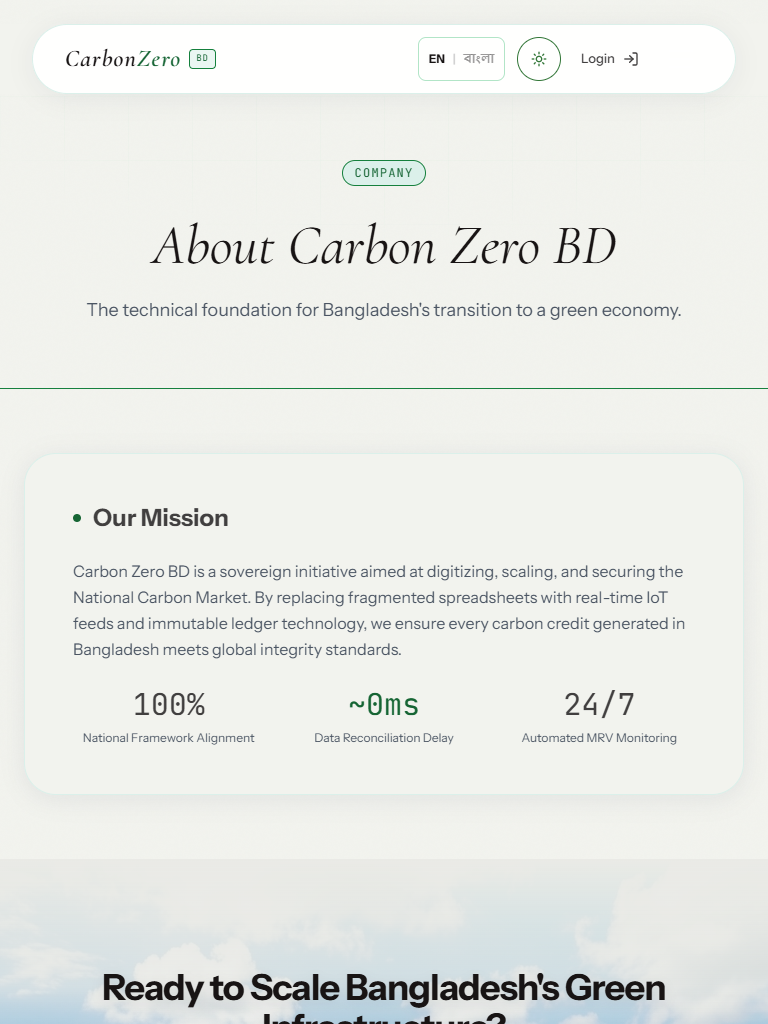 CarbonZero BD
EN | বাংলা
Login
COMPANY
About Carbon Zero BD
The technical foundation for Bangladesh's transition to a green economy.
Our Mission
Carbon Zero BD is a sovereign initiative aimed at digitizing, scaling, and securing the
National Carbon Market. By replacing fragmented spreadsheets with real-time IoT
feeds and immutable ledger technology, we ensure every carbon credit generated in
Bangladesh meets global integrity standards.
100% ~0ms 24/7
National Framework Alignment Data Reconciliation Delay Automated MRV Monitoring
Ready to Scale Bangladesh's Green
Infrastructure?